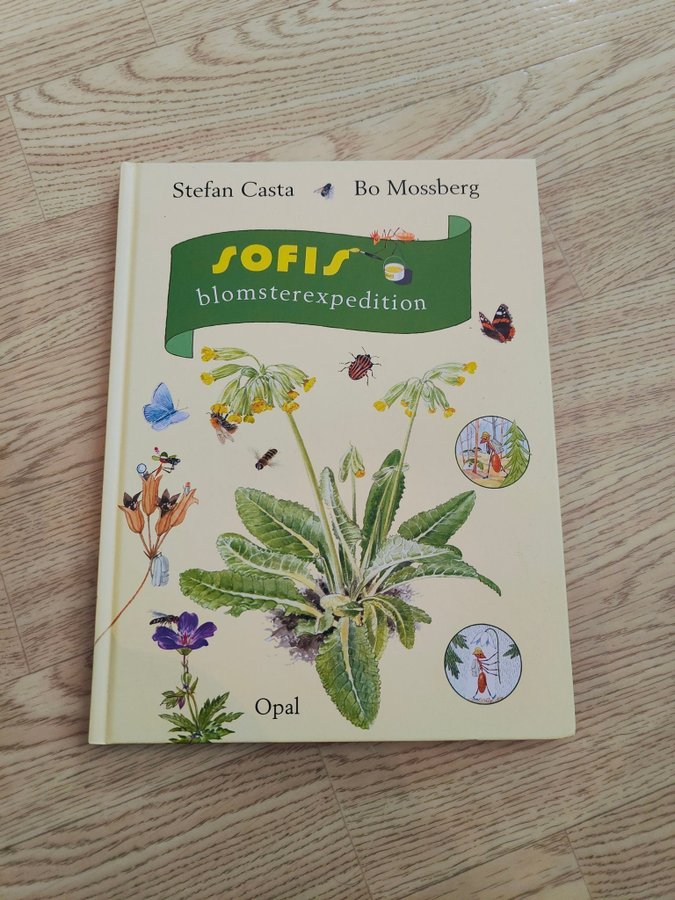 Stefan Casta Bo Mossberg
SOFIS
blomsterexpedition
Opal